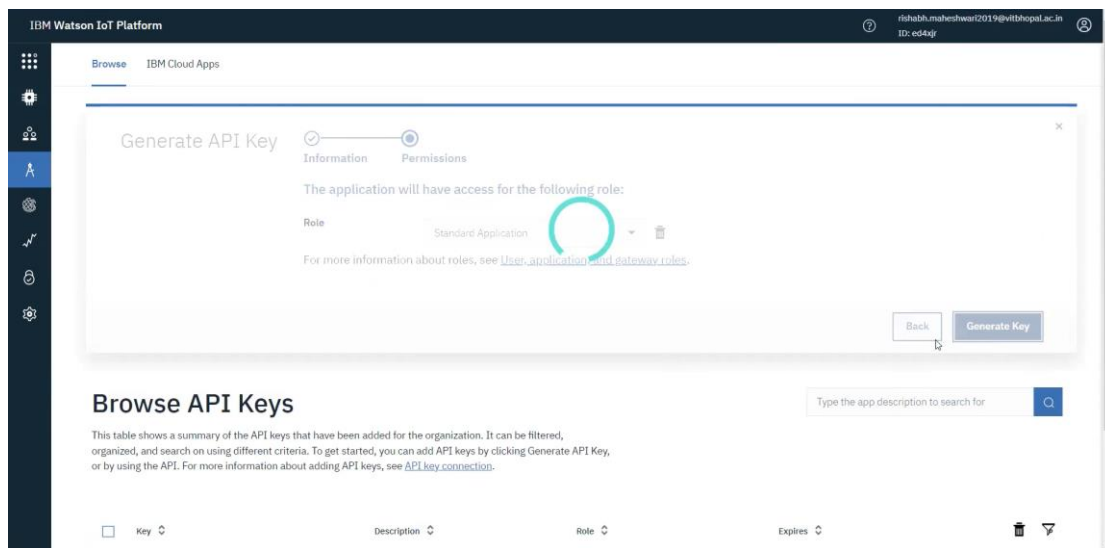 IBM Watson IoT Platform
rishabh.maheshwari2019@vitbhopal.ac.in
ID: ed4xjr
Browse IBM Cloud Apps
Generate API Key
Information Permissions
The application will have access for the following role:
Role Standard Application
For more information about roles, see User, application, and gateway roles.
Back Generate Key
Browse API Keys
Type the app description to search for
This table shows a summary of the API keys that have been added for the organization. It can be filtered,
organized, and search on using different criteria. To get started, you can add API keys by clicking Generate API Key,
or by using the API. For more information about adding API keys, see API key connection.
Key Description Role Expires